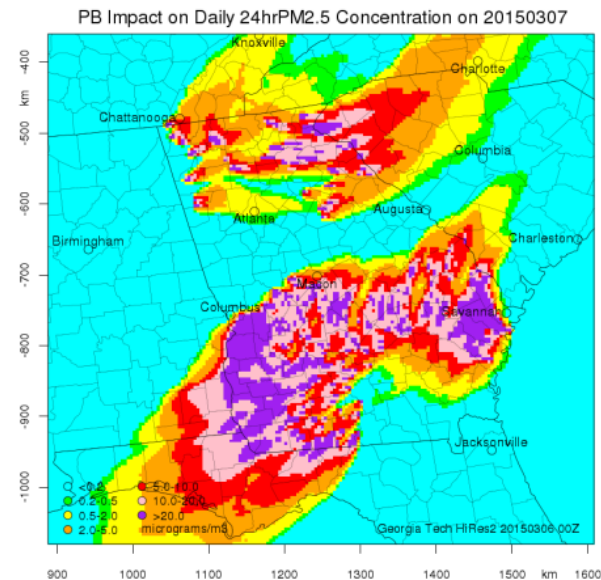 PB Impact on Daily 24hrPM2.5 Concentration on 20150307
Knoxville
Charlotte
Chattanooga
Columbia
Augusta
Atlanta
Birmingham
Charleston
Macon
Columbus
Savannah
Jacksonville
<0.2
0.2-0.5
0.5-2.0
2.0-5.0
5.0-10.0
10.0-20.0
>20.0
micrograms/m3
Georgia Tech HiRes2 20150306 00Z
-400
km
-500
-600
-700
-800
-900
-1000
900 1000 1100 1200 1300 1400 km 1500 1600